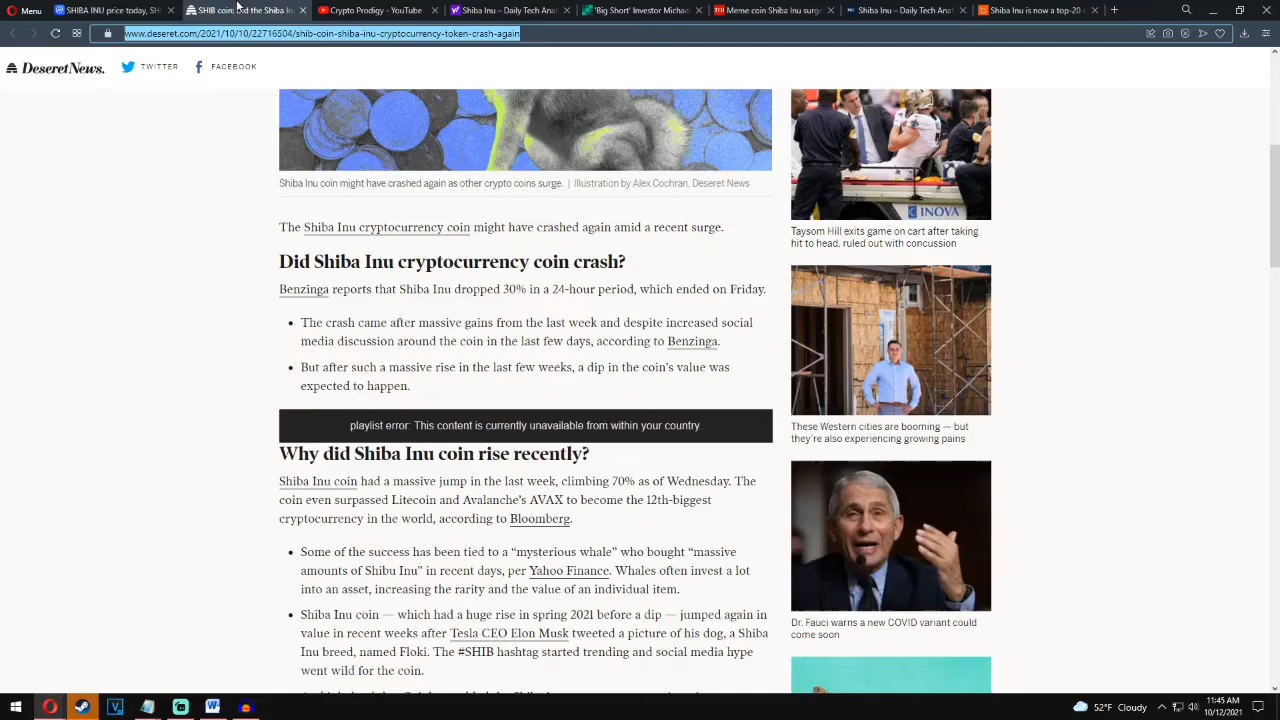 Menu
SHIBA INU price today, SHI
SHIB coin: Did the Shiba In
Crypto Prodigy - YouTube
Shiba Inu – Daily Tech Anal
'Big Short' Investor Michae
Meme coin Shiba Inu surge
Shiba Inu – Daily Tech Anal
Shiba Inu is now a top-20 c
www.deseret.com/2021/10/10/22716504/shib-coin-shiba-inu-cryptocurrency-token-crash-again
Deseret News.
TWITTER
FACEBOOK
Shiba Inu coin might have crashed again as other crypto coins surge. | Illustration by Alex Cochran, Deseret News
The Shiba Inu cryptocurrency coin might have crashed again amid a recent surge.
Did Shiba Inu cryptocurrency coin crash?
Benzinga reports that Shiba Inu dropped 30% in a 24-hour period, which ended on Friday.
• The crash came after massive gains from the last week and despite increased social
media discussion around the coin in the last few days, according to Benzinga.
• But after such a massive rise in the last few weeks, a dip in the coin's value was
expected to happen.
playlist error: This content is currently unavailable from within your country
Why did Shiba Inu coin rise recently?
Shiba Inu coin had a massive jump in the last week, climbing 70% as of Wednesday. The
coin even surpassed Litecoin and Avalanche's AVAX to become the 12th-biggest
cryptocurrency in the world, according to Bloomberg.
• Some of the success has been tied to a “mysterious whale” who bought “massive
amounts of Shibu Inu” in recent days, per Yahoo Finance. Whales often invest a lot
into an asset, increasing the rarity and the value of an individual item.
• Shiba Inu coin — which had a huge rise in spring 2021 before a dip — jumped again in
value in recent weeks after Tesla CEO Elon Musk tweeted a picture of his dog, a Shiba
Inu breed, named Floki. The #SHIB hashtag started trending and social media hype
went wild for the coin.
INOVA
Taysom Hill exits game on cart after taking
hit to head, ruled out with concussion
These Western cities are booming — but
they're also experiencing growing pains
Dr. Fauci warns a new COVID variant could
come soon
52°F Cloudy
11:45 AM
10/12/2021